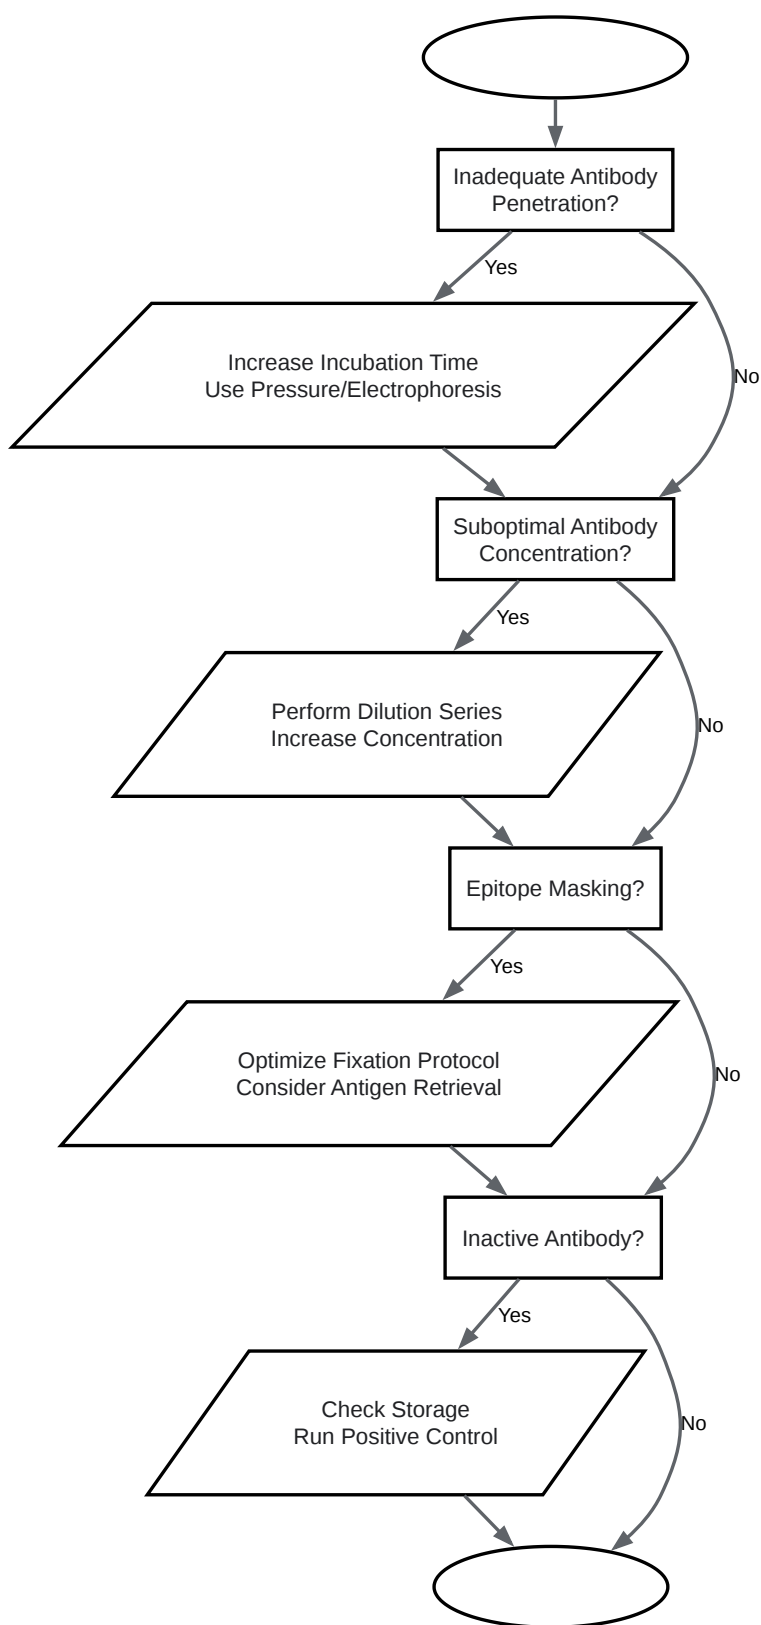 Inadequate Antibody
Penetration?
Yes
Increase Incubation Time
Use Pressure/Electrophoresis
No
Suboptimal Antibody
Concentration?
Yes
Perform Dilution Series
Increase Concentration
No
Epitope Masking?
Yes
Optimize Fixation Protocol
Consider Antigen Retrieval
No
Inactive Antibody?
Yes
Check Storage
Run Positive Control
No